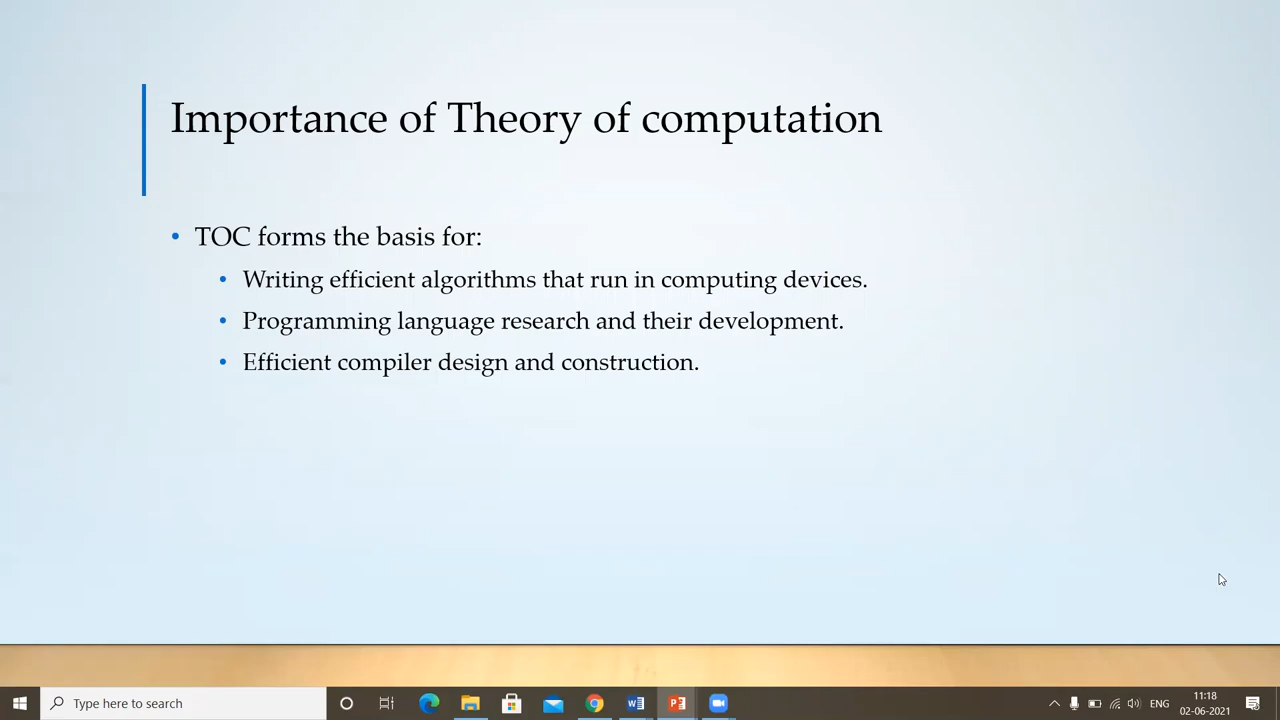 Importance of Theory of computation
• TOC forms the basis for:
• Writing efficient algorithms that run in computing devices.
• Programming language research and their development.
• Efficient compiler design and construction.
Type here to search
ENG
11:18
02-06-2021